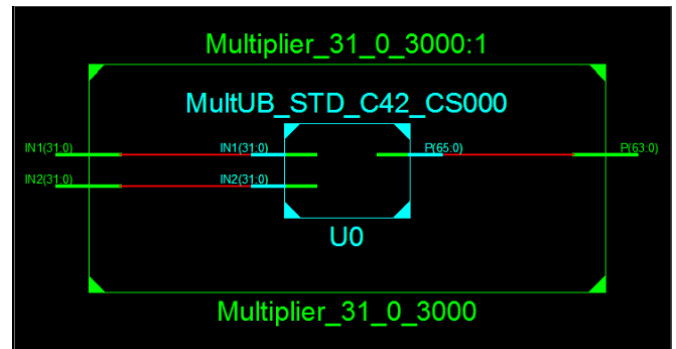 Multiplier_31_0_3000:1
MultUB_STD_C42_CS000
IN1(31:0) IN1(31:0) P(65:0) P(63:0)
IN2(31:0) IN2(31:0)
U0
Multiplier_31_0_3000